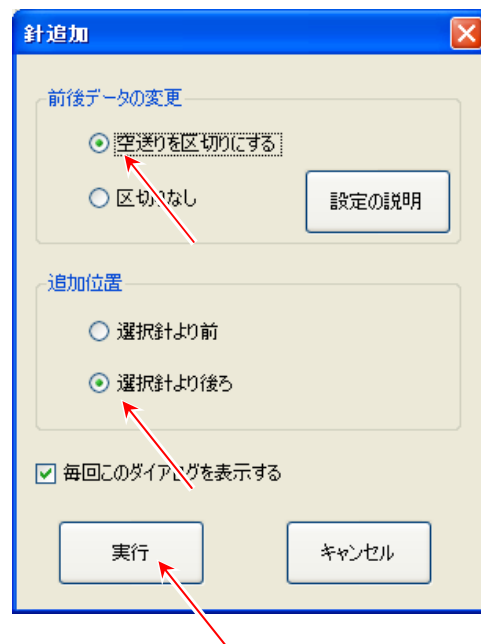 針追加
前後データの変更
空送りを区切りにする
区切りなし
設定の説明
追加位置
選択針より前
選択針より後ろ
毎回このダイアログを表示する
実行
キャンセル